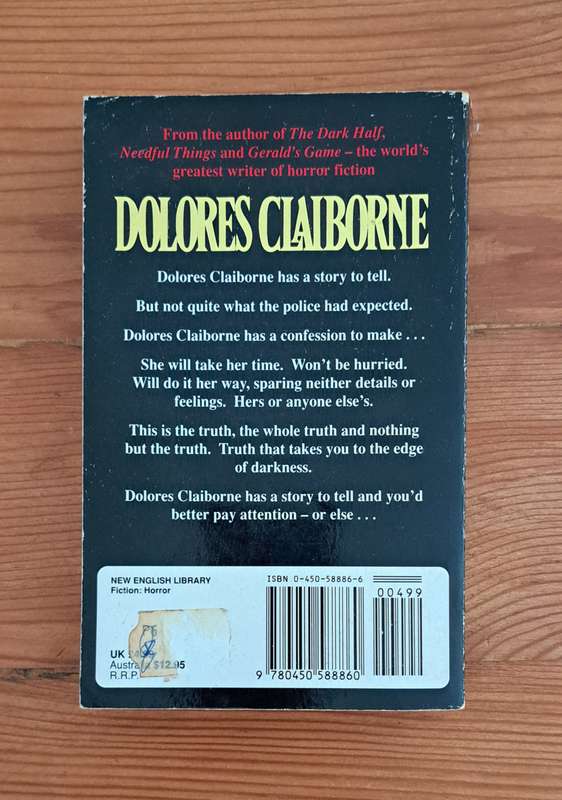 From the author of The Dark Half,
Needful Things and Gerald's Game – the world's
greatest writer of horror fiction
DOLORES CLAIBORNE
Dolores Claiborne has a story to tell.
But not quite what the police had expected.
Dolores Claiborne has a confession to make . . .
She will take her time. Won't be hurried.
Will do it her way, sparing neither details or
feelings. Hers or anyone else's.
This is the truth, the whole truth and nothing
but the truth. Truth that takes you to the edge
of darkness.
Dolores Claiborne has a story to tell and you'd
better pay attention – or else . . .
NEW ENGLISH LIBRARY
Fiction: Horror
UK
Australia $12.95
R.R.P.
ISBN 0-450-58886-6
00499
9 780450 588860